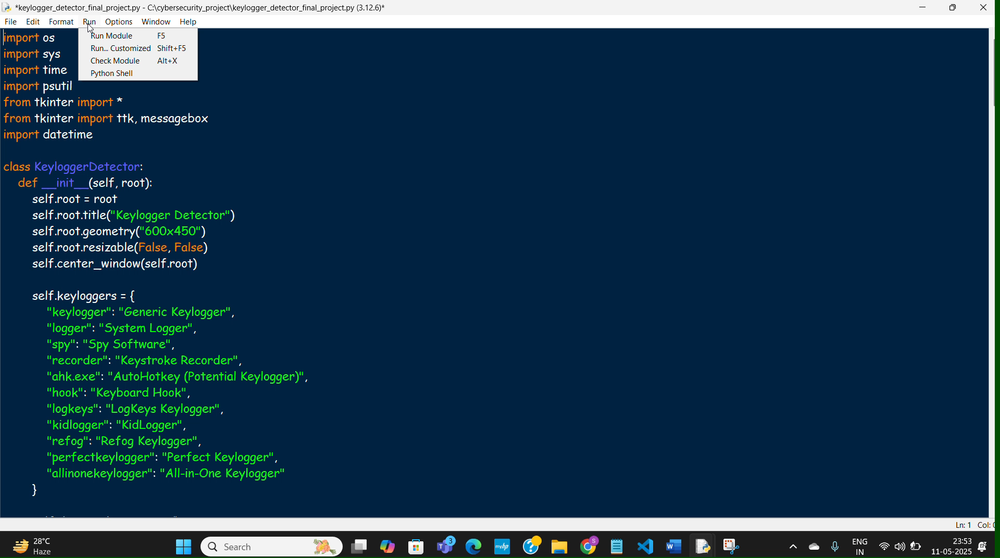 *keylogger_detector_final_project.py - C:\cybersecurity_project\keylogger_detector_final_project.py (3.12.6)*
File Edit Format Run Options Window Help
Run Module F5
Run... Customized Shift+F5
Check Module Alt+X
Python Shell
import os
import sys
import time
import psutil
from tkinter import *
from tkinter import ttk, messagebox
import datetime
class KeyloggerDetector:
def __init__(self, root):
self.root = root
self.root.title("Keylogger Detector")
self.root.geometry("600x450")
self.root.resizable(False, False)
self.center_window(self.root)
self.keyloggers = {
"keylogger": "Generic Keylogger",
"logger": "System Logger",
"spy": "Spy Software",
"recorder": "Keystroke Recorder",
"ahk.exe": "AutoHotkey (Potential Keylogger)",
"hook": "Keyboard Hook",
"logkeys": "LogKeys Keylogger",
"kidlogger": "KidLogger",
"refog": "Refog Keylogger",
"perfectkeylogger": "Perfect Keylogger",
"allinonekeylogger": "All-in-One Keylogger"
}
Ln: 1 Col:
28°C
Haze
Search
3
myhp
S
ENG
IN
23:53
11-05-2025